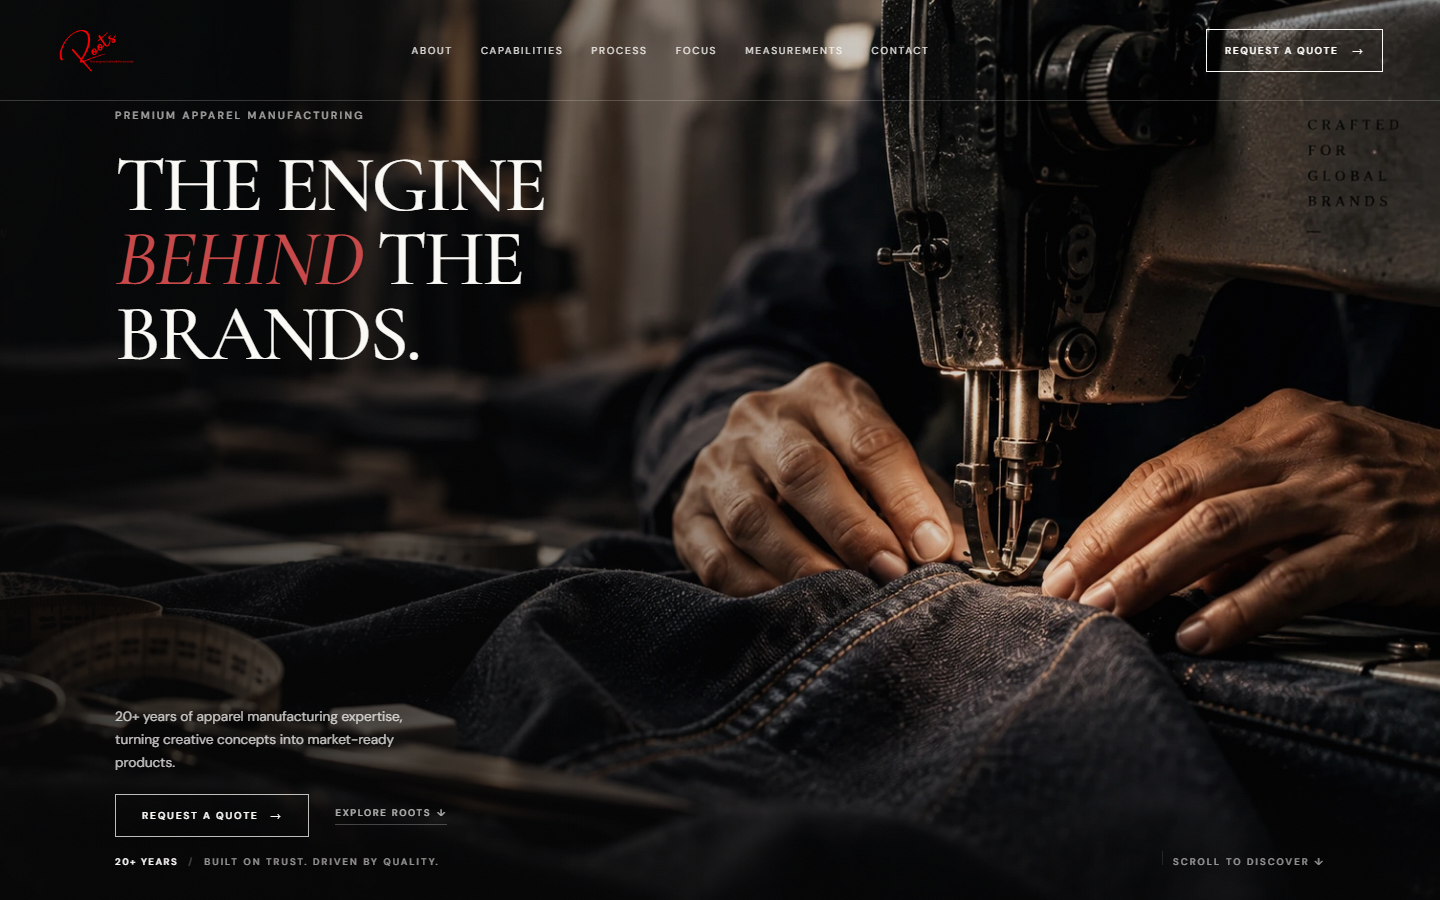 Roots
ABOUT CAPABILITIES PROCESS FOCUS MEASUREMENTS CONTACT
REQUEST A QUOTE →
PREMIUM APPAREL MANUFACTURING
THE ENGINE
BEHIND THE
BRANDS.
CRAFTED
FOR
GLOBAL
BRANDS
—
20+ years of apparel manufacturing expertise,
turning creative concepts into market-ready
products.
REQUEST A QUOTE →
EXPLORE ROOTS ↓
20+ YEARS / BUILT ON TRUST. DRIVEN BY QUALITY.
SCROLL TO DISCOVER ↓